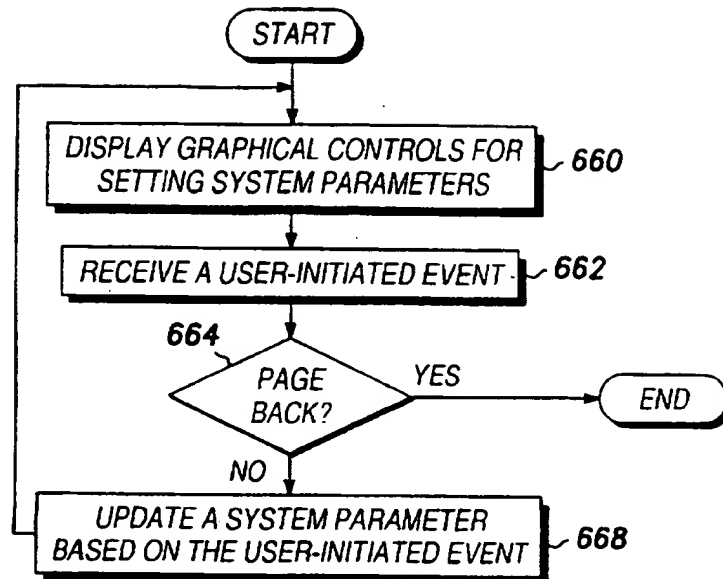 START
DISPLAY GRAPHICAL CONTROLS FOR
SETTING SYSTEM PARAMETERS
660
RECEIVE A USER-INITIATED EVENT
662
664
PAGE
BACK?
YES
END
NO
UPDATE A SYSTEM PARAMETER
BASED ON THE USER-INITIATED EVENT
668